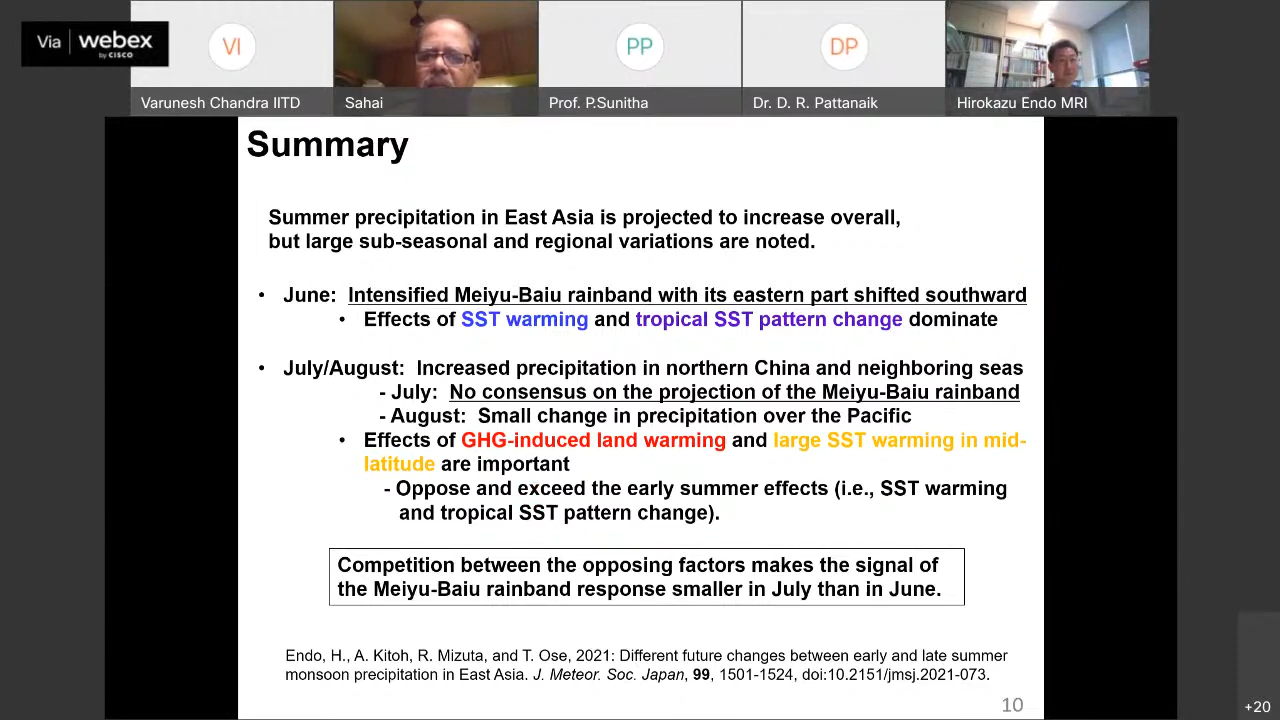 Via webex
by CISCO
VI
PP
DP
Varunesh Chandra IITD
Sahai
Prof. P.Sunitha
Dr. D. R. Pattanaik
Hirokazu Endo MRI
Summary
Summer precipitation in East Asia is projected to increase overall,
but large sub-seasonal and regional variations are noted.
• June: Intensified Meiyu-Baiu rainband with its eastern part shifted southward
• Effects of SST warming and tropical SST pattern change dominate
• July/August: Increased precipitation in northern China and neighboring seas
- July: No consensus on the projection of the Meiyu-Baiu rainband
- August: Small change in precipitation over the Pacific
• Effects of GHG-induced land warming and large SST warming in mid-
latitude are important
- Oppose and exceed the early summer effects (i.e., SST warming
and tropical SST pattern change).
Competition between the opposing factors makes the signal of
the Meiyu-Baiu rainband response smaller in July than in June.
Endo, H., A. Kitoh, R. Mizuta, and T. Ose, 2021: Different future changes between early and late summer
monsoon precipitation in East Asia. J. Meteor. Soc. Japan, 99, 1501-1524, doi:10.2151/jmsj.2021-073.
10
+20